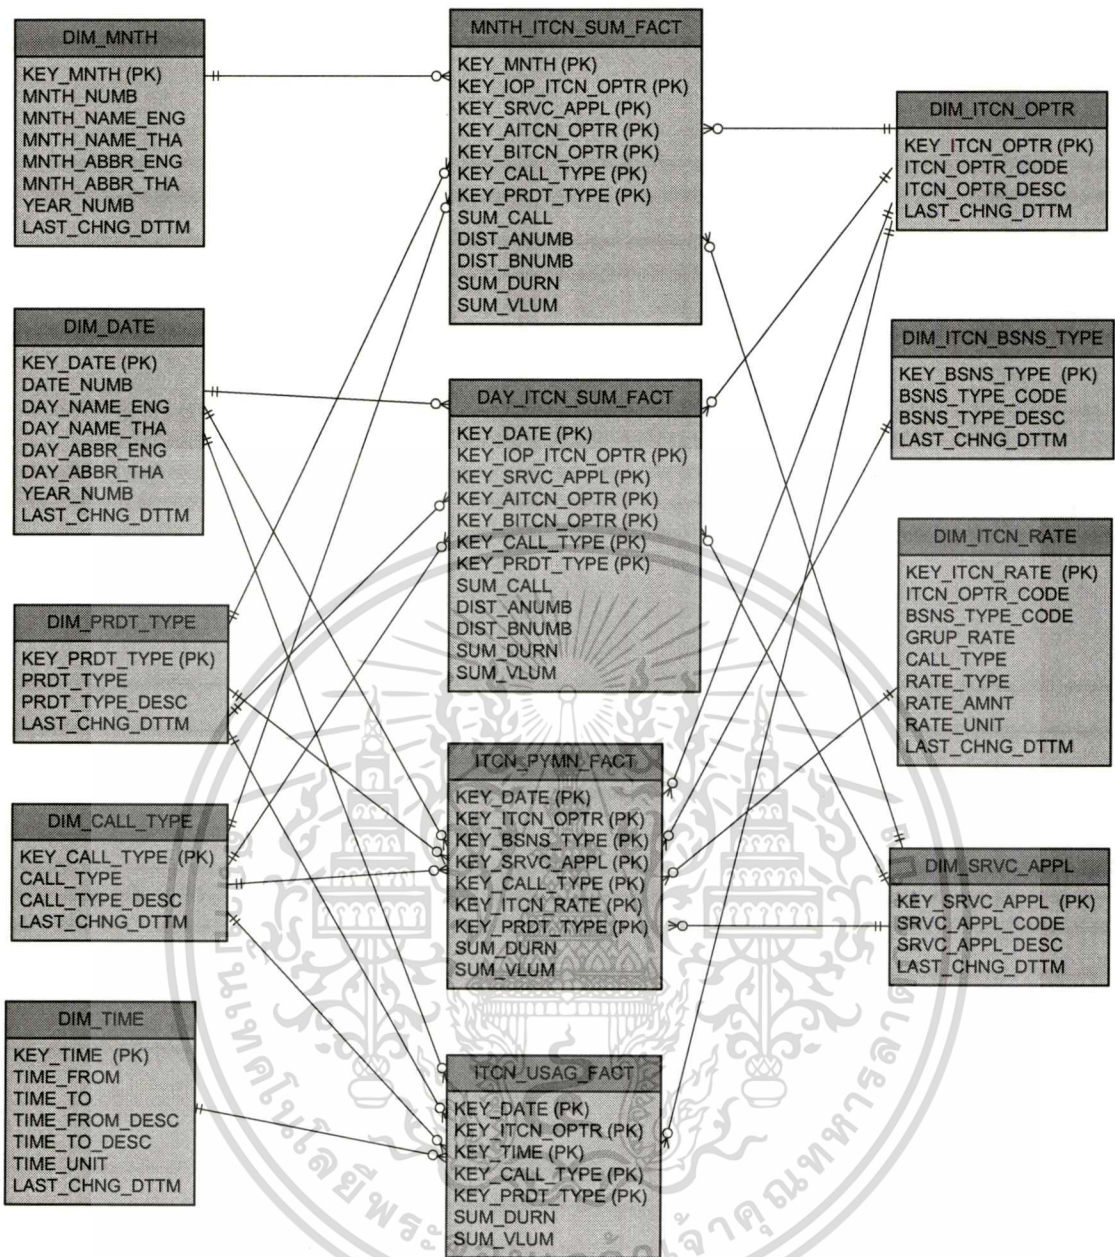 DIM_MNTH
KEY_MNTH (PK)
MNTH_NUMB
MNTH_NAME_ENG
MNTH_NAME_THA
MNTH_ABBR_ENG
MNTH_ABBR_THA
YEAR_NUMB
LAST_CHNG_DTTM
DIM_DATE
KEY_DATE (PK)
DATE_NUMB
DAY_NAME_ENG
DAY_NAME_THA
DAY_ABBR_ENG
DAY_ABBR_THA
YEAR_NUMB
LAST_CHNG_DTTM
DIM_PRDT_TYPE
KEY_PRDT_TYPE (PK)
PRDT_TYPE
PRDT_TYPE_DESC
LAST_CHNG_DTTM
DIM_CALL_TYPE
KEY_CALL_TYPE (PK)
CALL_TYPE
CALL_TYPE_DESC
LAST_CHNG_DTTM
DIM_TIME
KEY_TIME (PK)
TIME_FROM
TIME_TO
TIME_FROM_DESC
TIME_TO_DESC
TIME_UNIT
LAST_CHNG_DTTM
MNTH_ITCN_SUM_FACT
KEY_MNTH (PK)
KEY_IOP_ITCN_OPTR (PK)
KEY_SRVC_APPL (PK)
KEY_AITCN_OPTR (PK)
KEY_BITCN_OPTR (PK)
KEY_CALL_TYPE (PK)
KEY_PRDT_TYPE (PK)
SUM_CALL
DIST_ANUMB
DIST_BNUMB
SUM_DURN
SUM_VLUM
DAY_ITCN_SUM_FACT
KEY_DATE (PK)
KEY_IOP_ITCN_OPTR (PK)
KEY_SRVC_APPL (PK)
KEY_AITCN_OPTR (PK)
KEY_BITCN_OPTR (PK)
KEY_CALL_TYPE (PK)
KEY_PRDT_TYPE (PK)
SUM_CALL
DIST_ANUMB
DIST_BNUMB
SUM_DURN
SUM_VLUM
ITCN_PYMN_FACT
KEY_DATE (PK)
KEY_ITCN_OPTR (PK)
KEY_BSNS_TYPE (PK)
KEY_SRVC_APPL (PK)
KEY_CALL_TYPE (PK)
KEY_ITCN_RATE (PK)
KEY_PRDT_TYPE (PK)
SUM_DURN
SUM_VLUM
ITCN_USAG_FACT
KEY_DATE (PK)
KEY_ITCN_OPTR (PK)
KEY_TIME (PK)
KEY_CALL_TYPE (PK)
KEY_PRDT_TYPE (PK)
SUM_DURN
SUM_VLUM
DIM_ITCN_OPTR
KEY_ITCN_OPTR (PK)
ITCN_OPTR_CODE
ITCN_OPTR_DESC
LAST_CHNG_DTTM
DIM_ITCN_BSNS_TYPE
KEY_BSNS_TYPE (PK)
BSNS_TYPE_CODE
BSNS_TYPE_DESC
LAST_CHNG_DTTM
DIM_ITCN_RATE
KEY_ITCN_RATE (PK)
ITCN_OPTR_CODE
BSNS_TYPE_CODE
GRUP_RATE
CALL_TYPE
RATE_TYPE
RATE_AMNT
RATE_UNIT
LAST_CHNG_DTTM
DIM_SRVC_APPL
KEY_SRVC_APPL (PK)
SRVC_APPL_CODE
SRVC_APPL_DESC
LAST_CHNG_DTTM